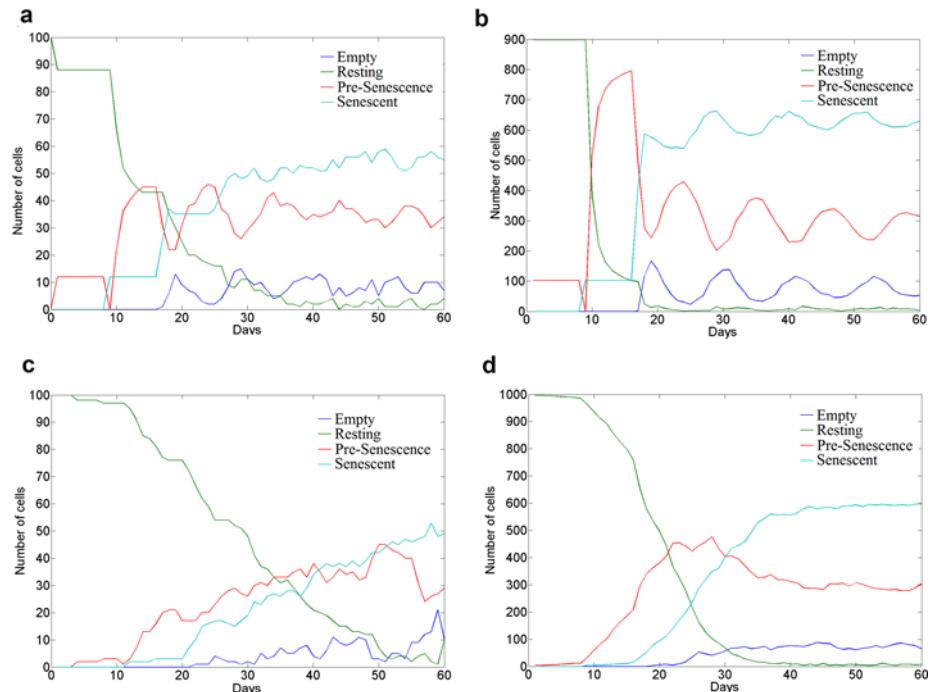 a
100
90
80
70
60
50
40
30
20
10
0
Number of cells
0 10 20 30 40 50 60
Days
Empty
Resting
Pre-Senescence
Senescent
b
900
800
700
600
500
400
300
200
100
0
Number of cells
0 10 20 30 40 50 60
Days
Empty
Resting
Pre-Senescence
Senescent
c
100
90
80
70
60
50
40
30
20
10
0
Number of cells
0 10 20 30 40 50 60
Days
Empty
Resting
Pre-Senescence
Senescent
d
1000
900
800
700
600
500
400
300
200
100
0
Number of cells
0 10 20 30 40 50 60
Days
Empty
Resting
Pre-Senescence
Senescent